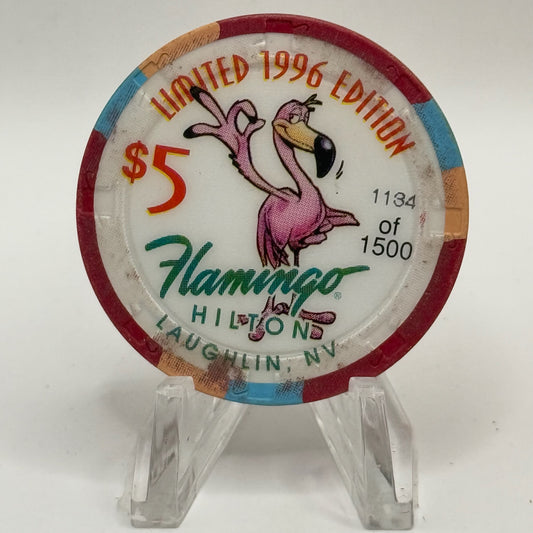 LIMITED 1996 EDITION
$5
1134
of
1500
Flamingo®
HILTON
LAUGHLIN, NV